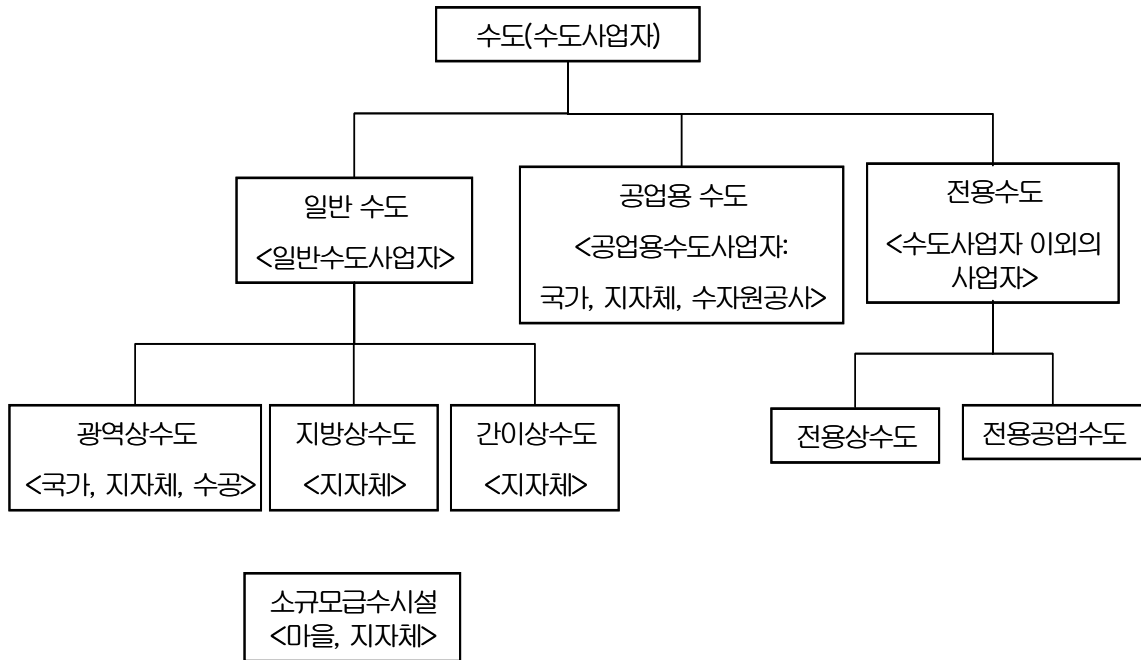 수도(수도사업자)
일반 수도
<일반수도사업자>
공업용 수도
<공업용수도사업자:
국가, 지자체, 수자원공사>
전용수도
<수도사업자 이외의
사업자>
광역상수도
<국가, 지자체, 수공>
지방상수도
<지자체>
간이상수도
<지자체>
전용상수도
전용공업수도
소규모급수시설
<마을, 지자체>